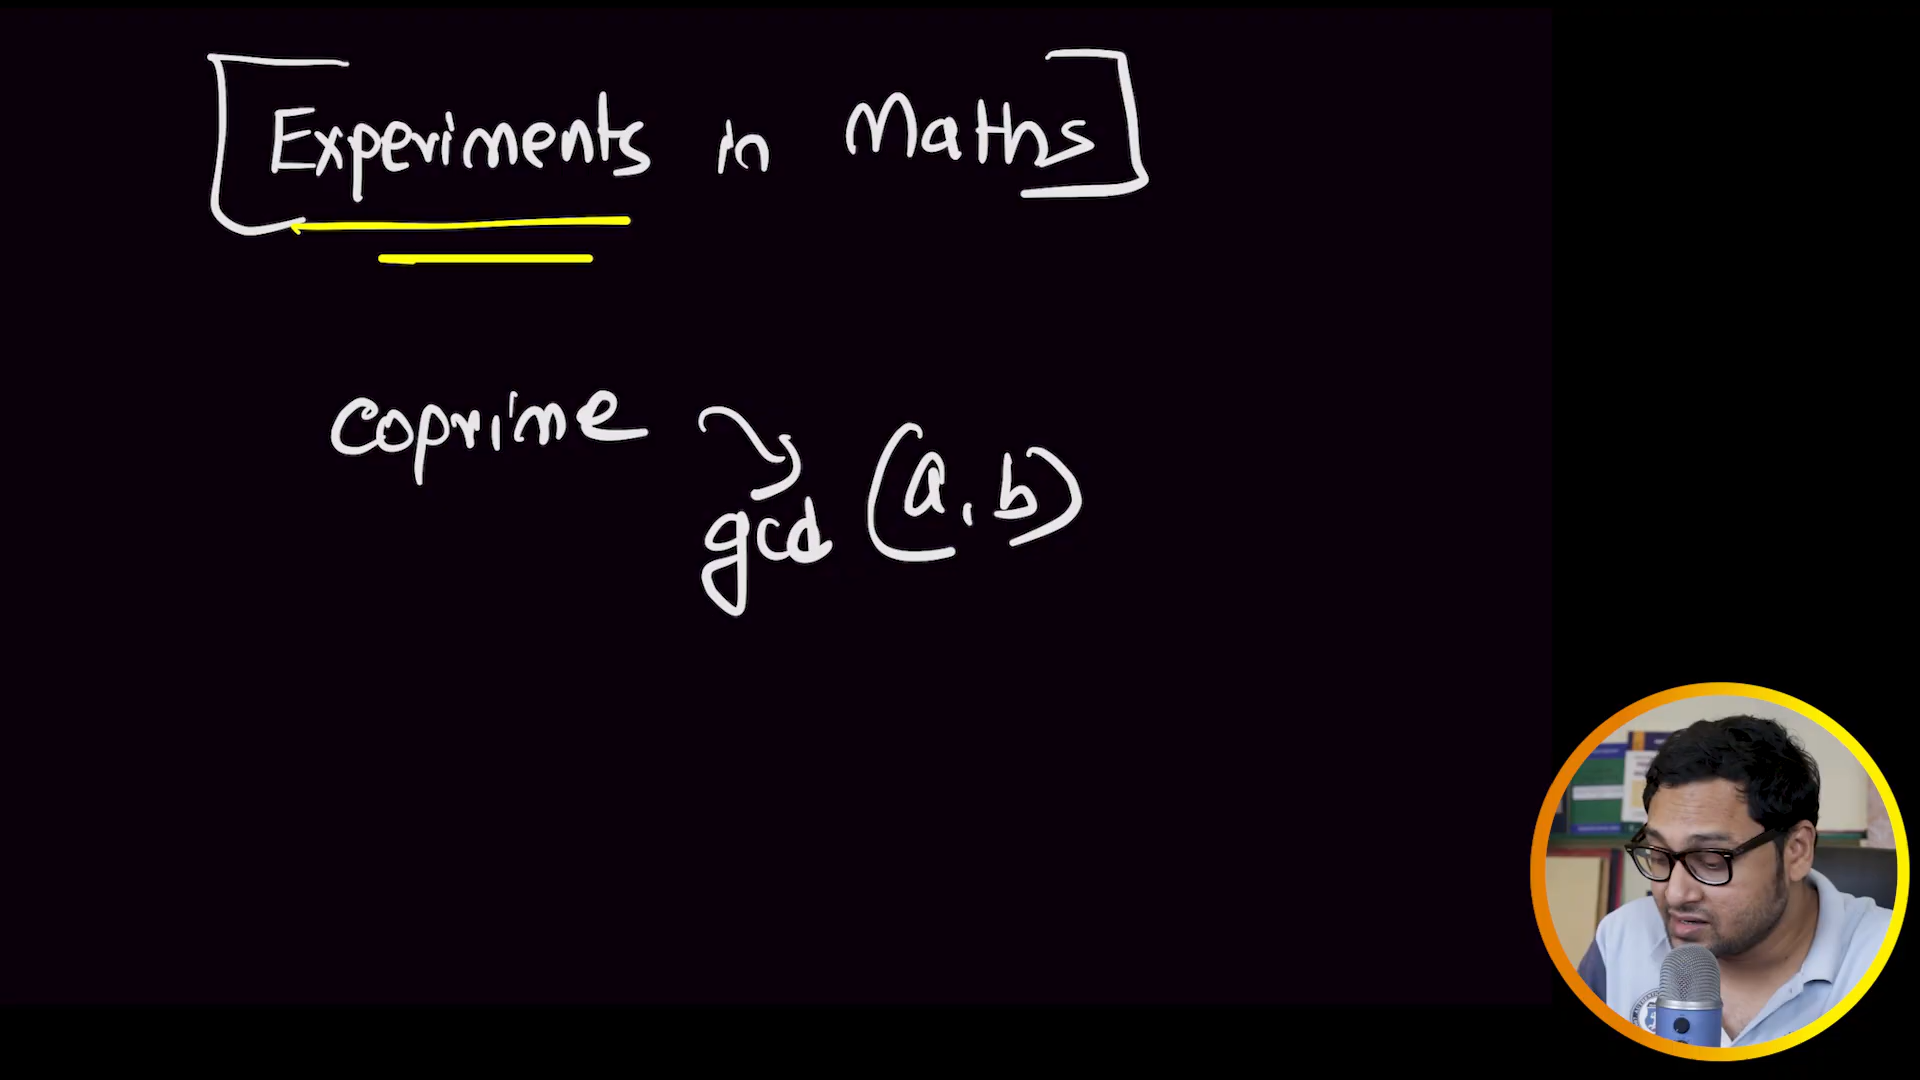 Experiments in Maths
coprime
gcd (a, b)